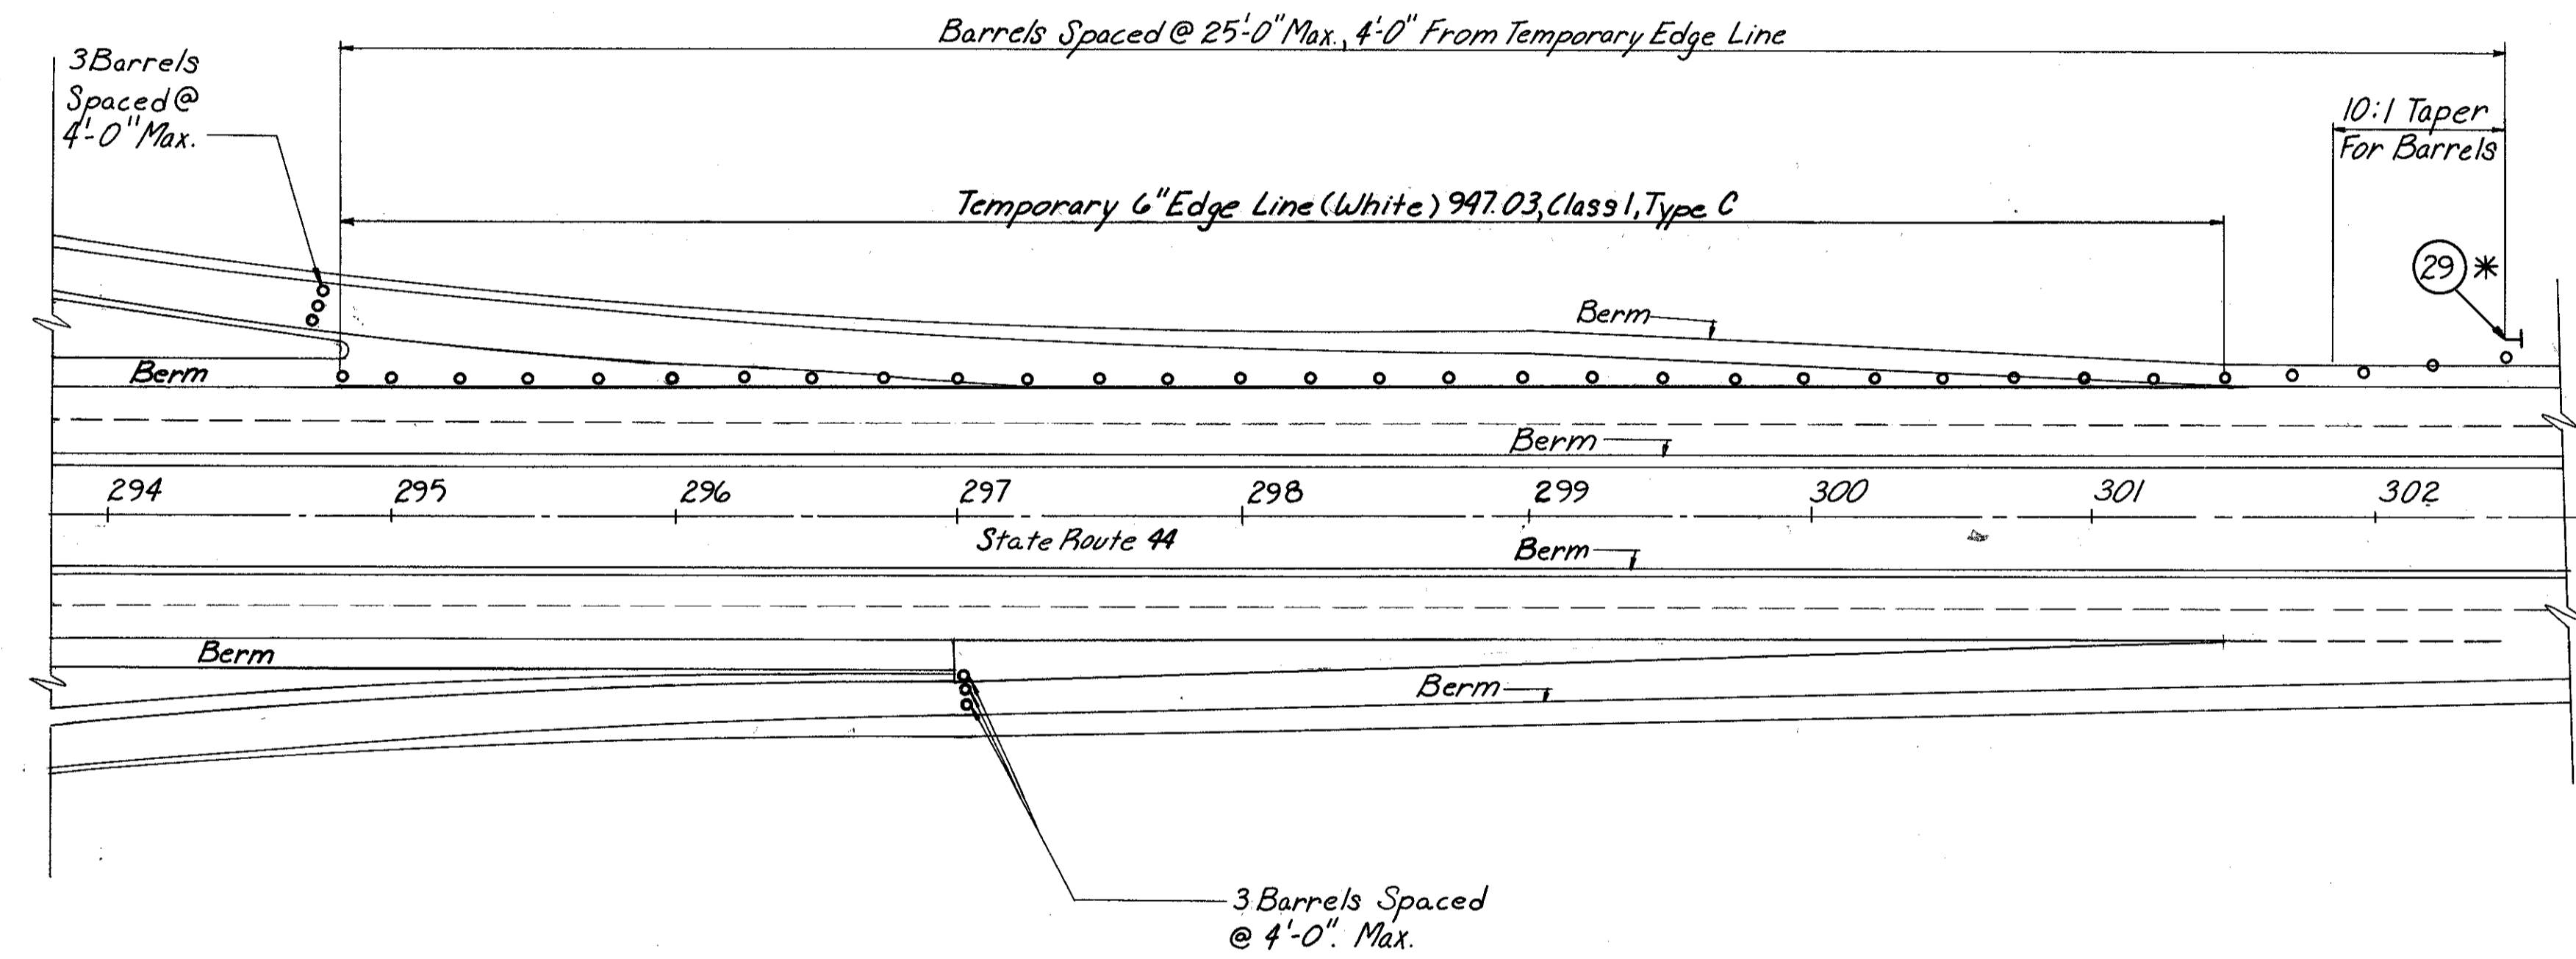 Barrels Spaced @ 25'-0" Max., 4'-0" From Temporary Edge Line
3 Barrels
Spaced @
4'-0" Max.
10:1 Taper
For Barrels
Temporary 6" Edge Line (White) 947.03, Class 1, Type C
29 *
Berm
Berm
Berm
294 295 296 297 298 299 300 301 302
State Route 44
Berm
Berm
Berm
3 Barrels Spaced
@ 4'-0". Max.